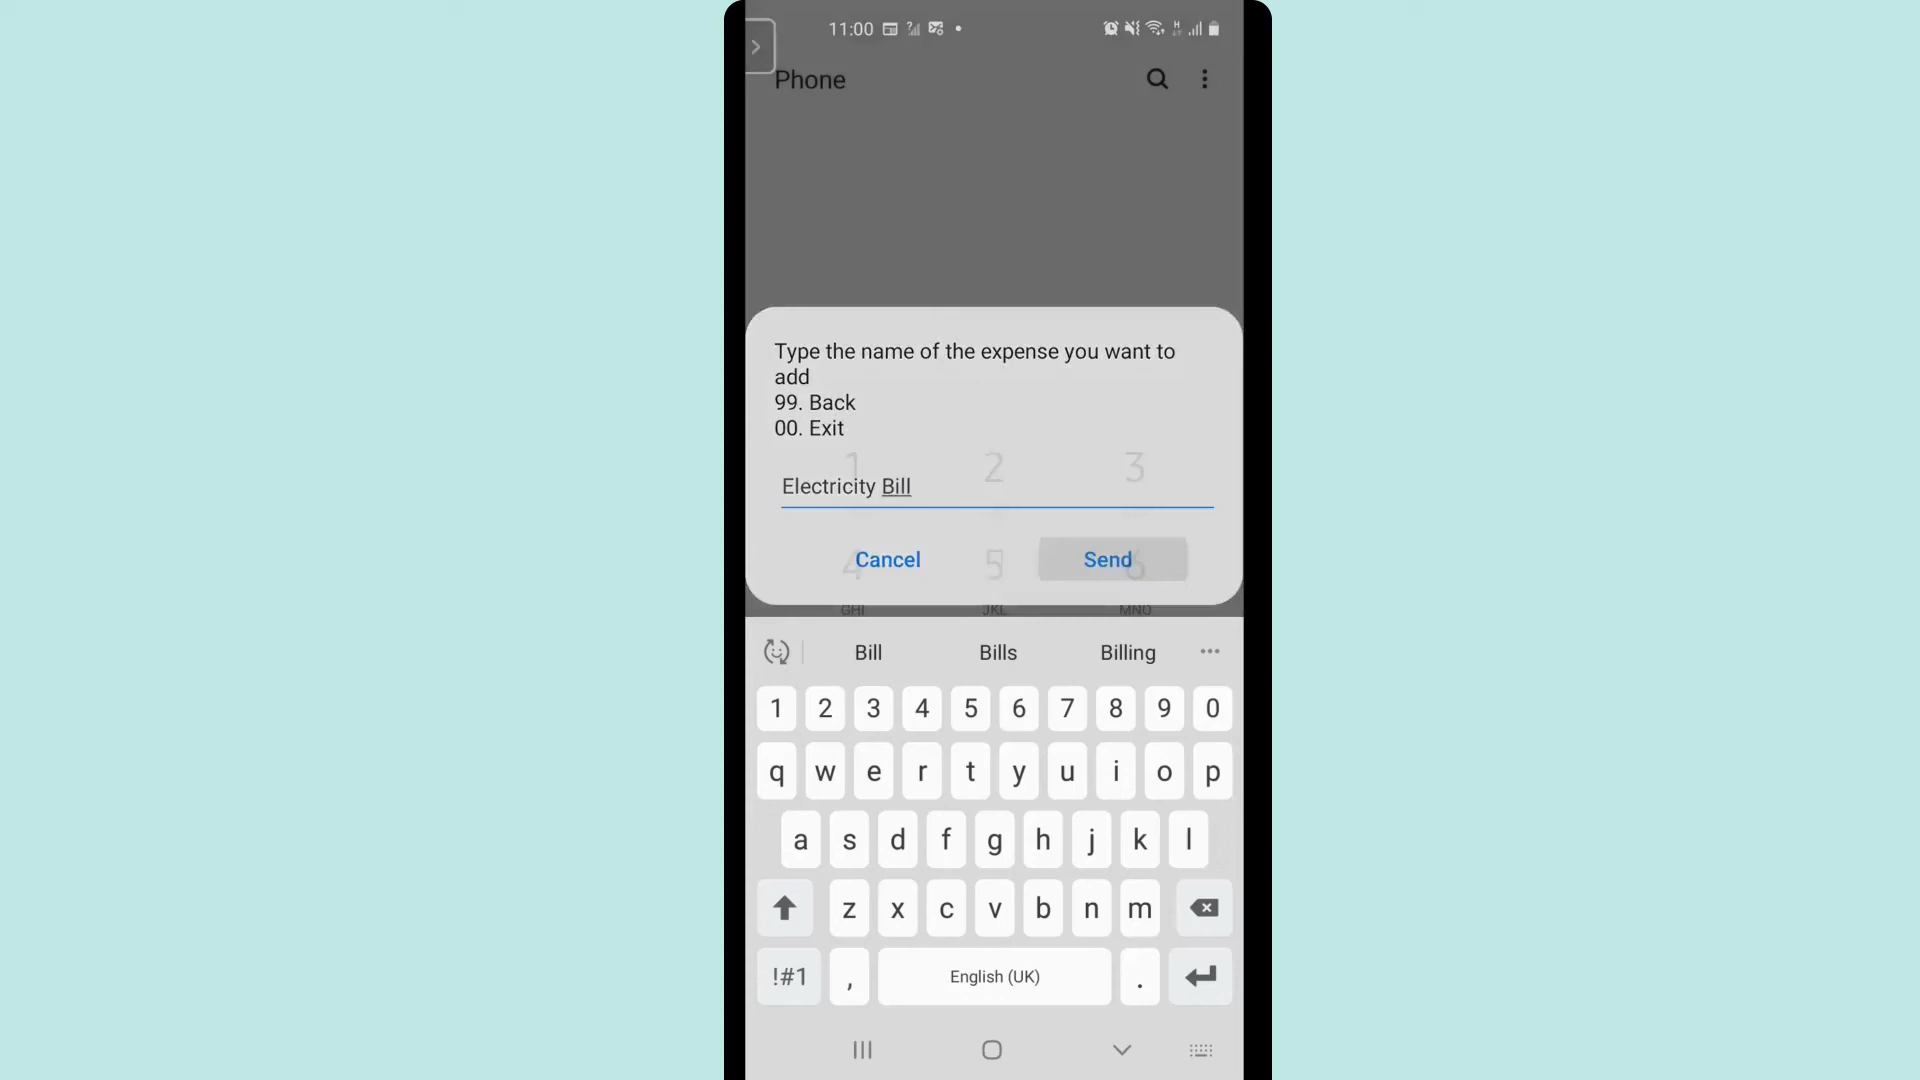 11:00
Phone
Type the name of the expense you want to
add
99. Back
00. Exit
1 2 3
Electricity Bill
Cancel Send
4 5 6
GHI JKL MNO
Bill Bills Billing
1 2 3 4 5 6 7 8 9 0
q w e r t y u i o p
a s d f g h j k l
z x c v b n m
!#1 , English (UK) .